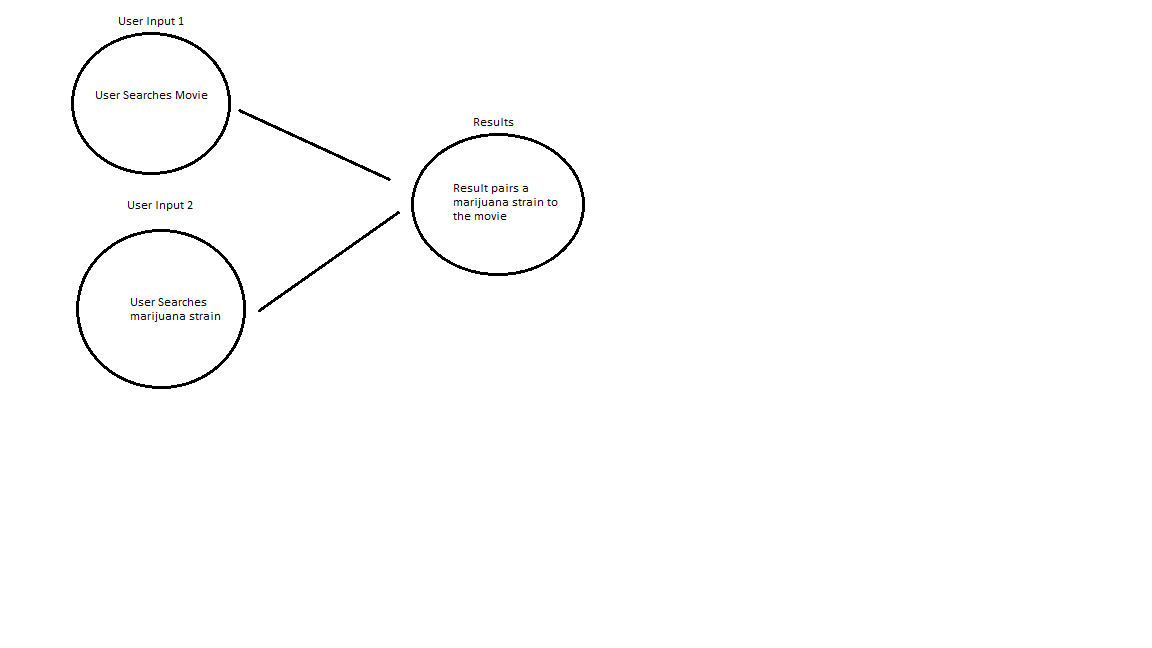 User Input 1
User Searches Movie
Results
Result pairs a
marijuana strain to
the movie
User Input 2
User Searches
marijuana strain